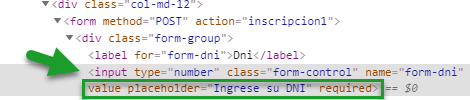 <div class="col-md-12">
<form method="POST" action="inscripcion1">
<div class="form-group">
<label for="form-dni">Dni</label>
<input type="number" class="form-control" name="form-dni"
value placeholder="Ingrese su DNI" required> == $0